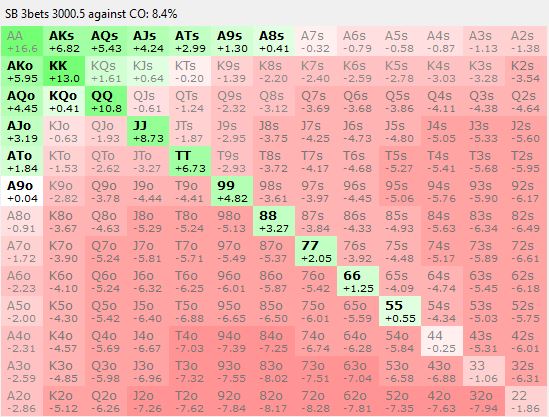 SB 3bets 3000.5 against CO: 8.4%
AA AKs AQs AJs ATs A9s A8s A7s A6s A5s A4s A3s A2s
+16.6 +6.82 +5.43 +4.24 +2.99 +1.30 +0.41 -0.32 -0.79 -0.58 -0.87 -1.13 -1.38
AKo KK KQs KJs KTs K9s K8s K7s K6s K5s K4s K3s K2s
+5.95 +13.0 +1.61 +0.64 -0.20 -1.39 -2.20 -2.40 -2.59 -2.78 -3.03 -3.28 -3.54
AQo KQo QQ QJs QTs Q9s Q8s Q7s Q6s Q5s Q4s Q3s Q2s
+4.45 +0.41 +10.8 -0.61 -1.24 -2.32 -3.12 -3.69 -3.68 -3.86 -4.11 -4.38 -4.64
AJo KJo QJo JJ JTs J9s J8s J7s J6s J5s J4s J3s J2s
+3.19 -0.63 -1.93 +8.73 -1.87 -2.95 -3.75 -4.25 -4.73 -4.80 -5.05 -5.33 -5.60
ATo KTo QTo JTo TT T9s T8s T7s T6s T5s T4s T3s T2s
+1.84 -1.53 -2.62 -3.27 +6.73 -2.93 -3.72 -4.17 -4.68 -5.27 -5.41 -5.68 -5.95
A9o K9o Q9o J9o T9o 99 98s 97s 96s 95s 94s 93s 92s
+0.04 -2.82 -3.78 -4.44 -4.41 +4.82 -3.61 -3.97 -4.45 -5.06 -5.76 -5.90 -6.17
A8o K8o Q8o J8o T8o 98o 88 87s 86s 85s 84s 83s 82s
-0.91 -3.67 -4.63 -5.29 -5.24 -5.13 +3.27 -3.84 -4.33 -4.93 -5.63 -6.34 -6.49
A7o K7o Q7o J7o T7o 97o 87o 77 76s 75s 74s 73s 72s
-1.72 -3.90 -5.24 -5.81 -5.71 -5.49 -5.37 +2.05 -3.92 -4.48 -5.17 -5.89 -6.61
A6o K6o Q6o J6o T6o 96o 86o 76o 66 65s 64s 63s 62s
-2.23 -4.10 -5.24 -6.32 -6.25 -6.01 -5.87 -5.42 +1.25 -4.09 -4.74 -5.45 -6.18
A5o K5o Q5o J5o T5o 95o 85o 75o 65o 55 54s 53s 52s
-2.00 -4.30 -5.42 -6.40 -6.88 -6.65 -6.50 -6.01 -5.59 +0.55 -4.34 -5.03 -5.75
A4o K4o Q4o J4o T4o 94o 84o 74o 64o 54o 44 43s 42s
-2.31 -4.57 -5.69 -6.67 -7.03 -7.39 -7.25 -6.74 -6.28 -5.84 -0.25 -5.31 -6.01
A3o K3o Q3o J3o T3o 93o 83o 73o 63o 53o 43o 33 32s
-2.59 -4.85 -5.98 -6.96 -7.32 -7.55 -8.02 -7.51 -7.04 -6.58 -6.88 -1.06 -6.31
A2o K2o Q2o J2o T2o 92o 82o 72o 62o 52o 42o 32o 22
-2.86 -5.12 -6.26 -7.26 -7.62 -7.84 -8.17 -8.28 -7.81 -7.35 -7.63 -7.94 -1.86